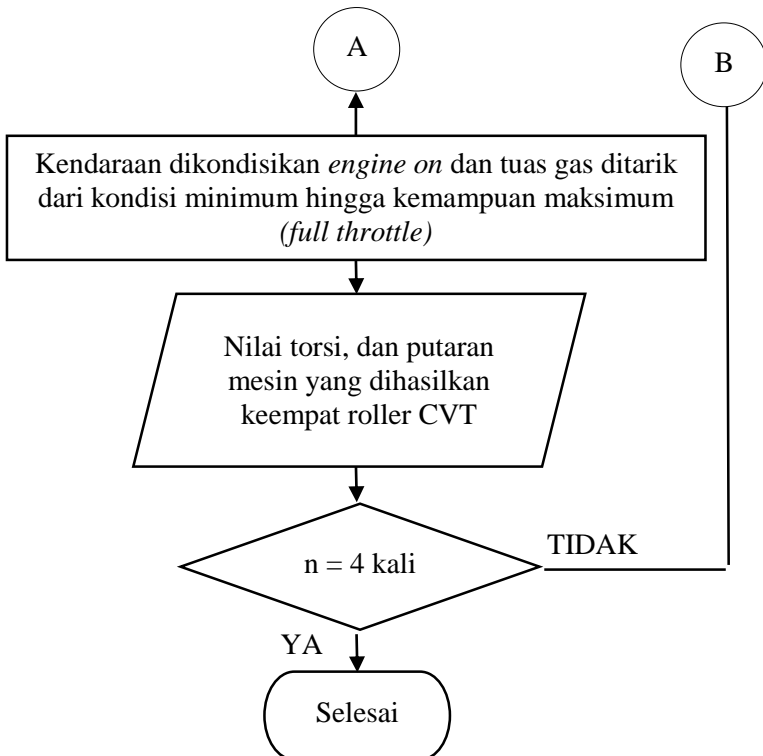 A
B
Kendaraan dikondisikan engine on dan tuas gas ditarik
dari kondisi minimum hingga kemampuan maksimum
(full throttle)
Nilai torsi, dan putaran
mesin yang dihasilkan
keempat roller CVT
n = 4 kali
TIDAK
YA
Selesai